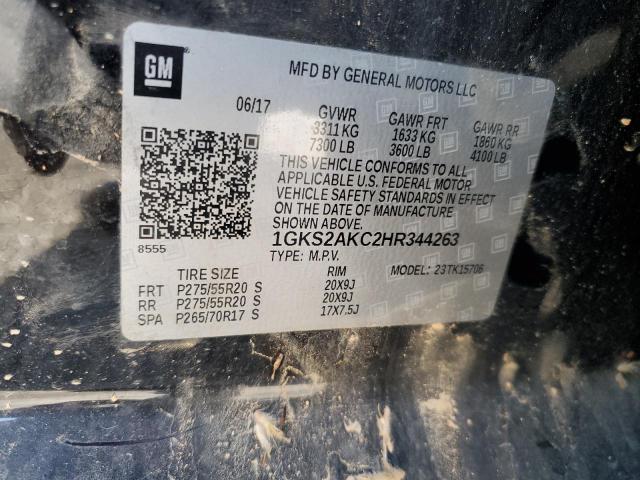 GM
MFD BY GENERAL MOTORS LLC
06/17 GVWR GAWR FRT GAWR RR
3311 KG 1633 KG 1860 KG
7300 LB 3600 LB 4100 LB
THIS VEHICLE CONFORMS TO ALL
APPLICABLE U.S. FEDERAL MOTOR
VEHICLE SAFETY STANDARDS IN EFFECT
ON THE DATE OF MANUFACTURE
SHOWN ABOVE.
8555
1GKS2AKC2HR344263
TYPE: M.P.V. MODEL: 23TK15706
TIRE SIZE RIM
FRT P275/55R20 S 20X9J
RR P275/55R20 S 20X9J
SPA P265/70R17 S 17X7.5J